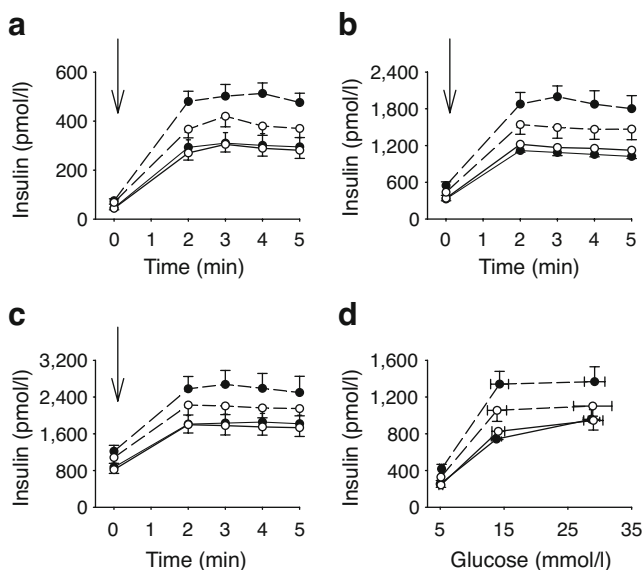 a
600
400
200
0
Insulin (pmol/l)
0 1 2 3 4 5
Time (min)
b
2,400
1,800
1,200
600
0
Insulin (pmol/l)
0 1 2 3 4 5
Time (min)
c
3,200
2,400
1,600
800
0
Insulin (pmol/l)
0 1 2 3 4 5
Time (min)
d
1,600
1,200
800
400
0
Insulin (pmol/l)
5 15 25 35
Glucose (mmol/l)